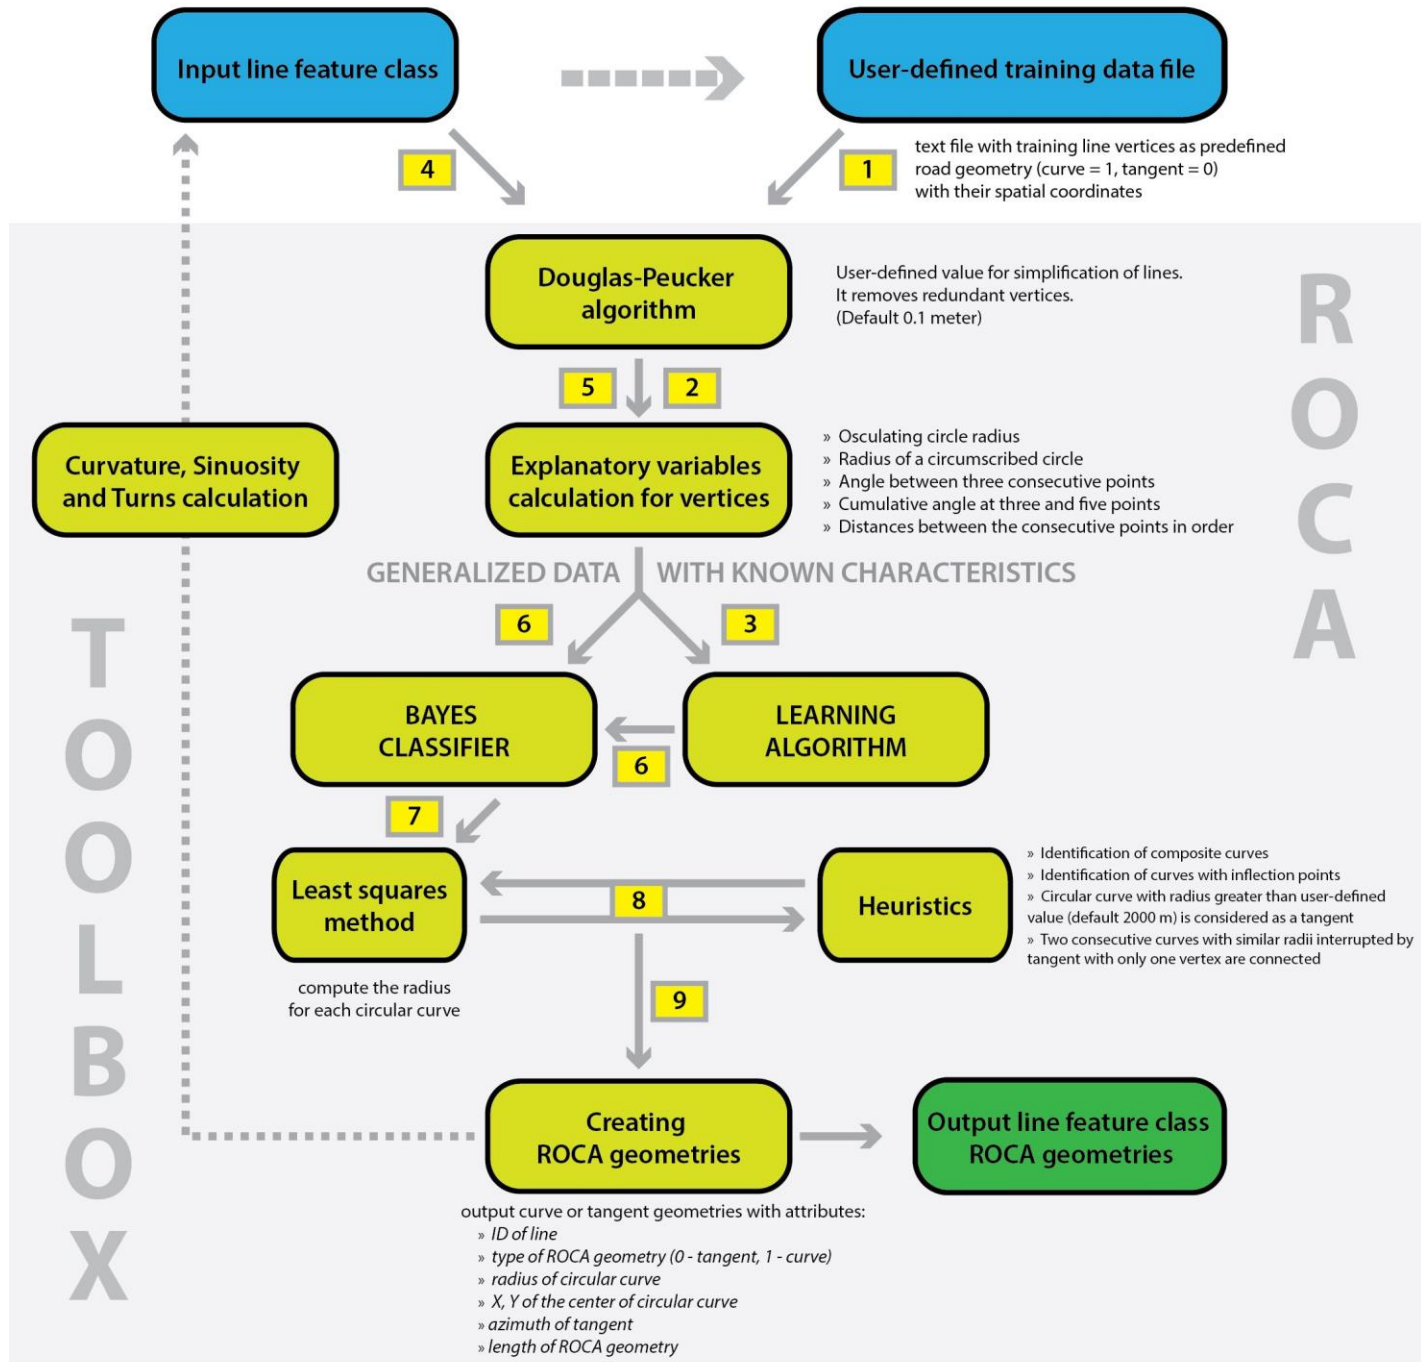 Input line feature class
User-defined training data file
4
1
text file with training line vertices as predefined
road geometry (curve = 1, tangent = 0)
with their spatial coordinates
ROCA
Douglas-Peucker
algorithm
User-defined value for simplification of lines.
It removes redundant vertices.
(Default 0.1 meter)
5
2
Curvature, Sinuosity
and Turns calculation
Explanatory variables
calculation for vertices
» Osculating circle radius
» Radius of a circumscribed circle
» Angle between three consecutive points
» Cumulative angle at three and five points
» Distances between the consecutive points in order
GENERALIZED DATA
WITH KNOWN CHARACTERISTICS
6
3
TOOLBOX
BAYES
CLASSIFIER
LEARNING
ALGORITHM
6
7
Least squares
method
8
Heuristics
» Identification of composite curves
» Identification of curves with inflection points
» Circular curve with radius greater than user-defined
value (default 2000 m) is considered as a tangent
» Two consecutive curves with similar radii interrupted by
tangent with only one vertex are connected
compute the radius
for each circular curve
9
Creating
ROCA geometries
Output line feature class
ROCA geometries
output curve or tangent geometries with attributes:
» ID of line
» type of ROCA geometry (0 - tangent, 1 - curve)
» radius of circular curve
» X, Y of the center of circular curve
» azimuth of tangent
» length of ROCA geometry